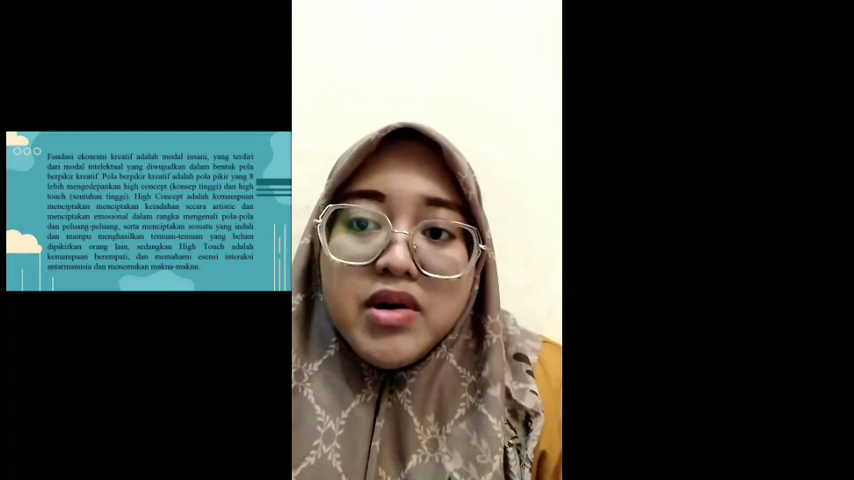 Fondasi ekonomi kreatif adalah modal insani, yang terdiri
dari modal intelektual yang diwujudkan dalam bentuk pola
berpikir kreatif. Pola berpikir kreatif adalah pola pikir yang 8
lebih mengedepankan high concept (konsep tinggi) dan high
touch (sentuhan tinggi). High Concept adalah kemampuan
menciptakan menciptakan keindahan secara artistic dan
menciptakan emosional dalam rangka mengenali pola-pola
dan peluang-peluang, serta menciptakan sesuatu yang indah
dan mampu menghasilkan temuan-temuan yang belum
dipikirkan orang lain, sedangkan High Touch adalah
kemampuan berempati, dan memahami esensi interaksi
antarmanusia dan menemukan makna-makna.